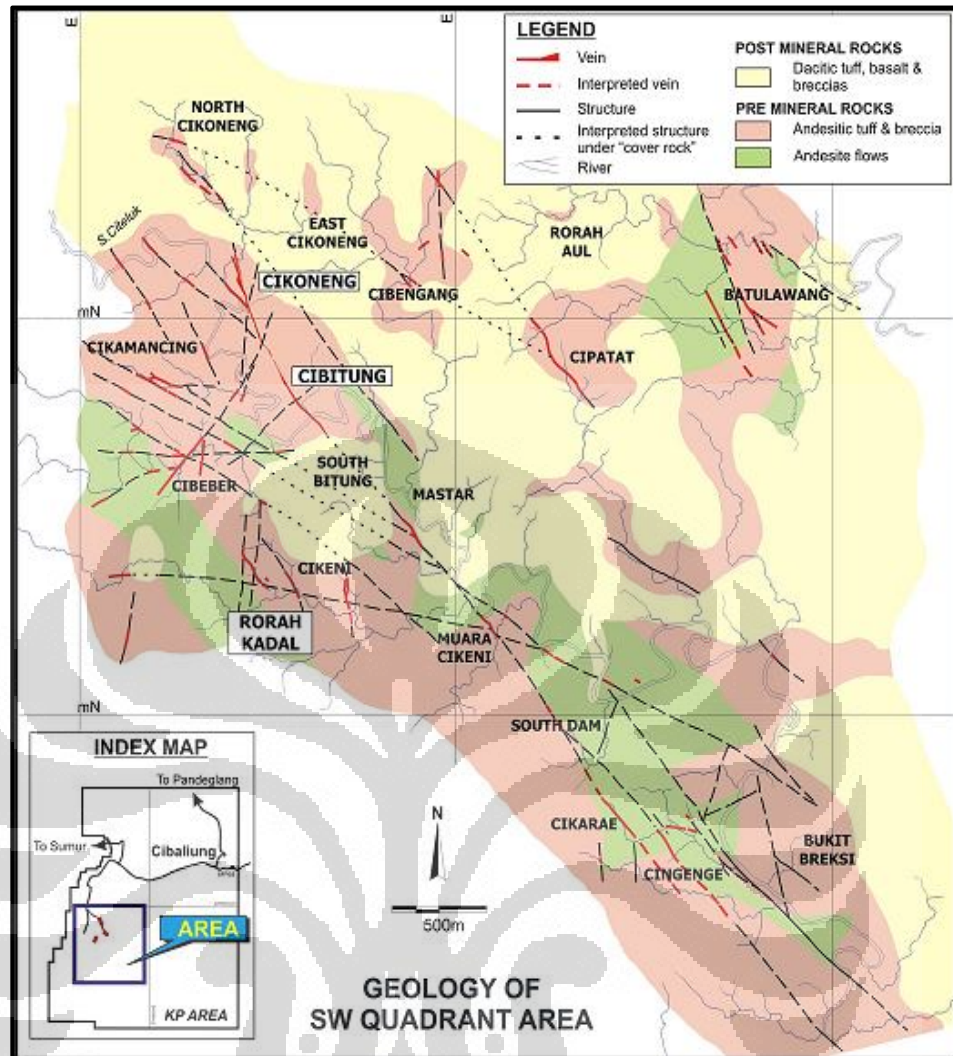 E
E
LEGEND
Vein
Interpreted vein
Structure
Interpreted structure
under "cover rock"
River
POST MINERAL ROCKS
Dacitic tuff, basalt &
breccias
PRE MINERAL ROCKS
Andesitic tuff & breccia
Andesite flows
NORTH
CIKONENG
S.Citeluk
EAST
CIKONENG
RORAH
AUL
CIKONENG
CIBENGANG
BATULAWANG
mN
CIKAMANCING
CIPATAT
CIBITUNG
SOUTH
BITUNG
CIBEBER
MASTAR
CIKENI
RORAH
KADAL
MUARA
CIKENI
mN
SOUTH DAM
INDEX MAP
To Pandeglang
To Sumur
Cibaliung
AREA
KP AREA
N
500m
CIKARAE
CINGENGE
BUKIT
BREKSI
GEOLOGY OF
SW QUADRANT AREA